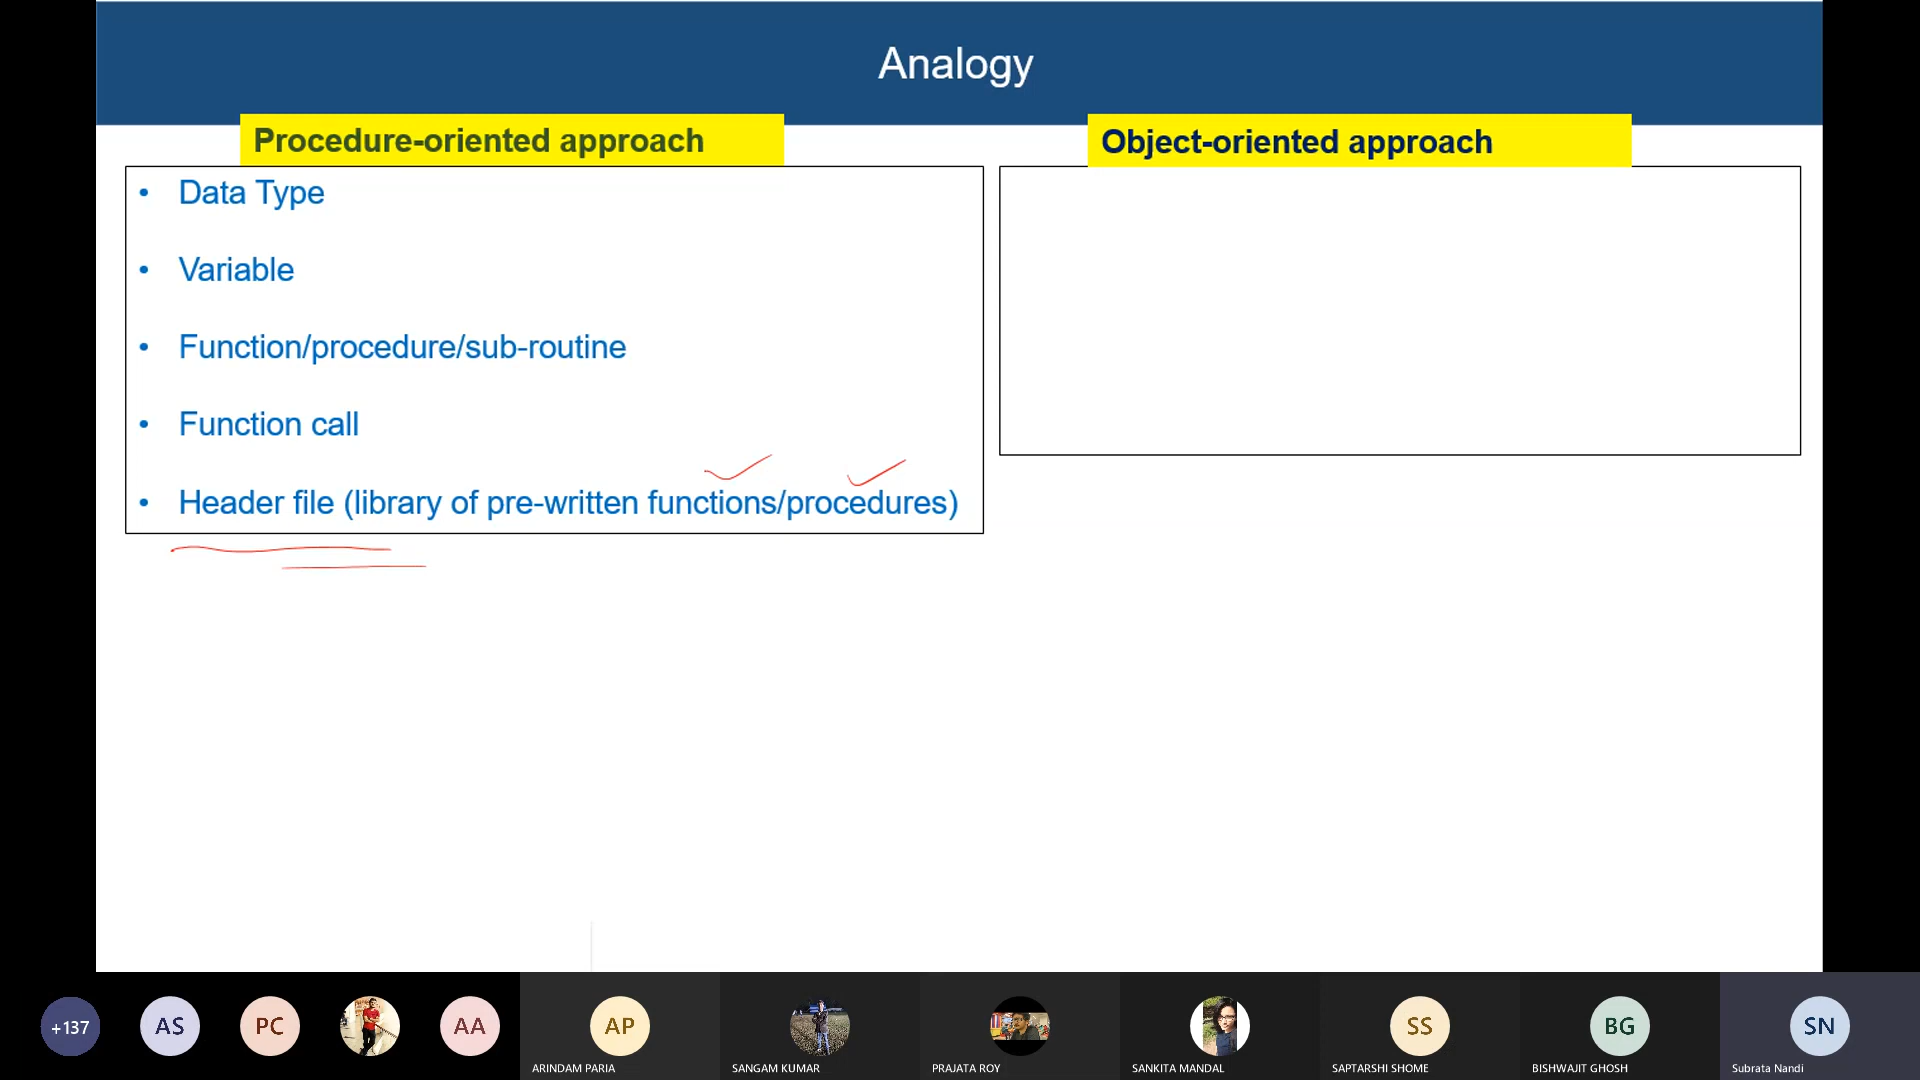 Analogy
Procedure-oriented approach
• Data Type
• Variable
• Function/procedure/sub-routine
• Function call
• Header file (library of pre-written functions/procedures)
Object-oriented approach
+137
AS
PC
AA
AP
ARINDAM PARIA
SANGAM KUMAR
PRAJATA ROY
SANKITA MANDAL
SS
SAPTARSHI SHOME
BG
BISHWAJIT GHOSH
SN
Subrata Nandi